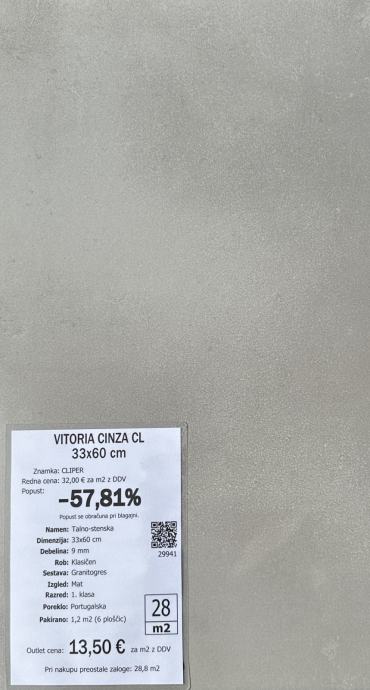 VITORIA CINZA CL
33x60 cm
Znamka: CLIPER
Redna cena: 32,00 € za m2 z DDV
Popust:
-57,81%
Popust se obračuna pri blagajni.
Namen: Talno-stenska
Dimenzija: 33x60 cm
Debelina: 9 mm
Rob: Klasičen
Sestava: Granitogres
Izgled: Mat
Razred: 1. klasa
Poreklo: Portugalska
Pakirano: 1,2 m2 (6 ploščic)
29941
28
m2
Outlet cena: 13,50 € za m2 z DDV
Pri nakupu preostale zaloge: 28,8 m2